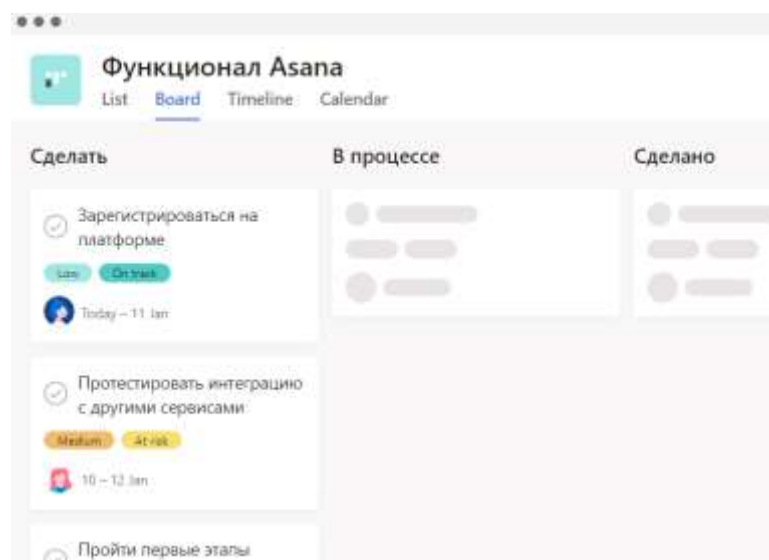 Функционал Asana
List Board Timeline Calendar
Сделать В процессе Сделано
Зарегистрироваться на
платформе
Low On track
Today – 11 Jan
Протестировать интеграцию
с другими сервисами
Medium At risk
10 – 12 Jan
Пройти первые этапы